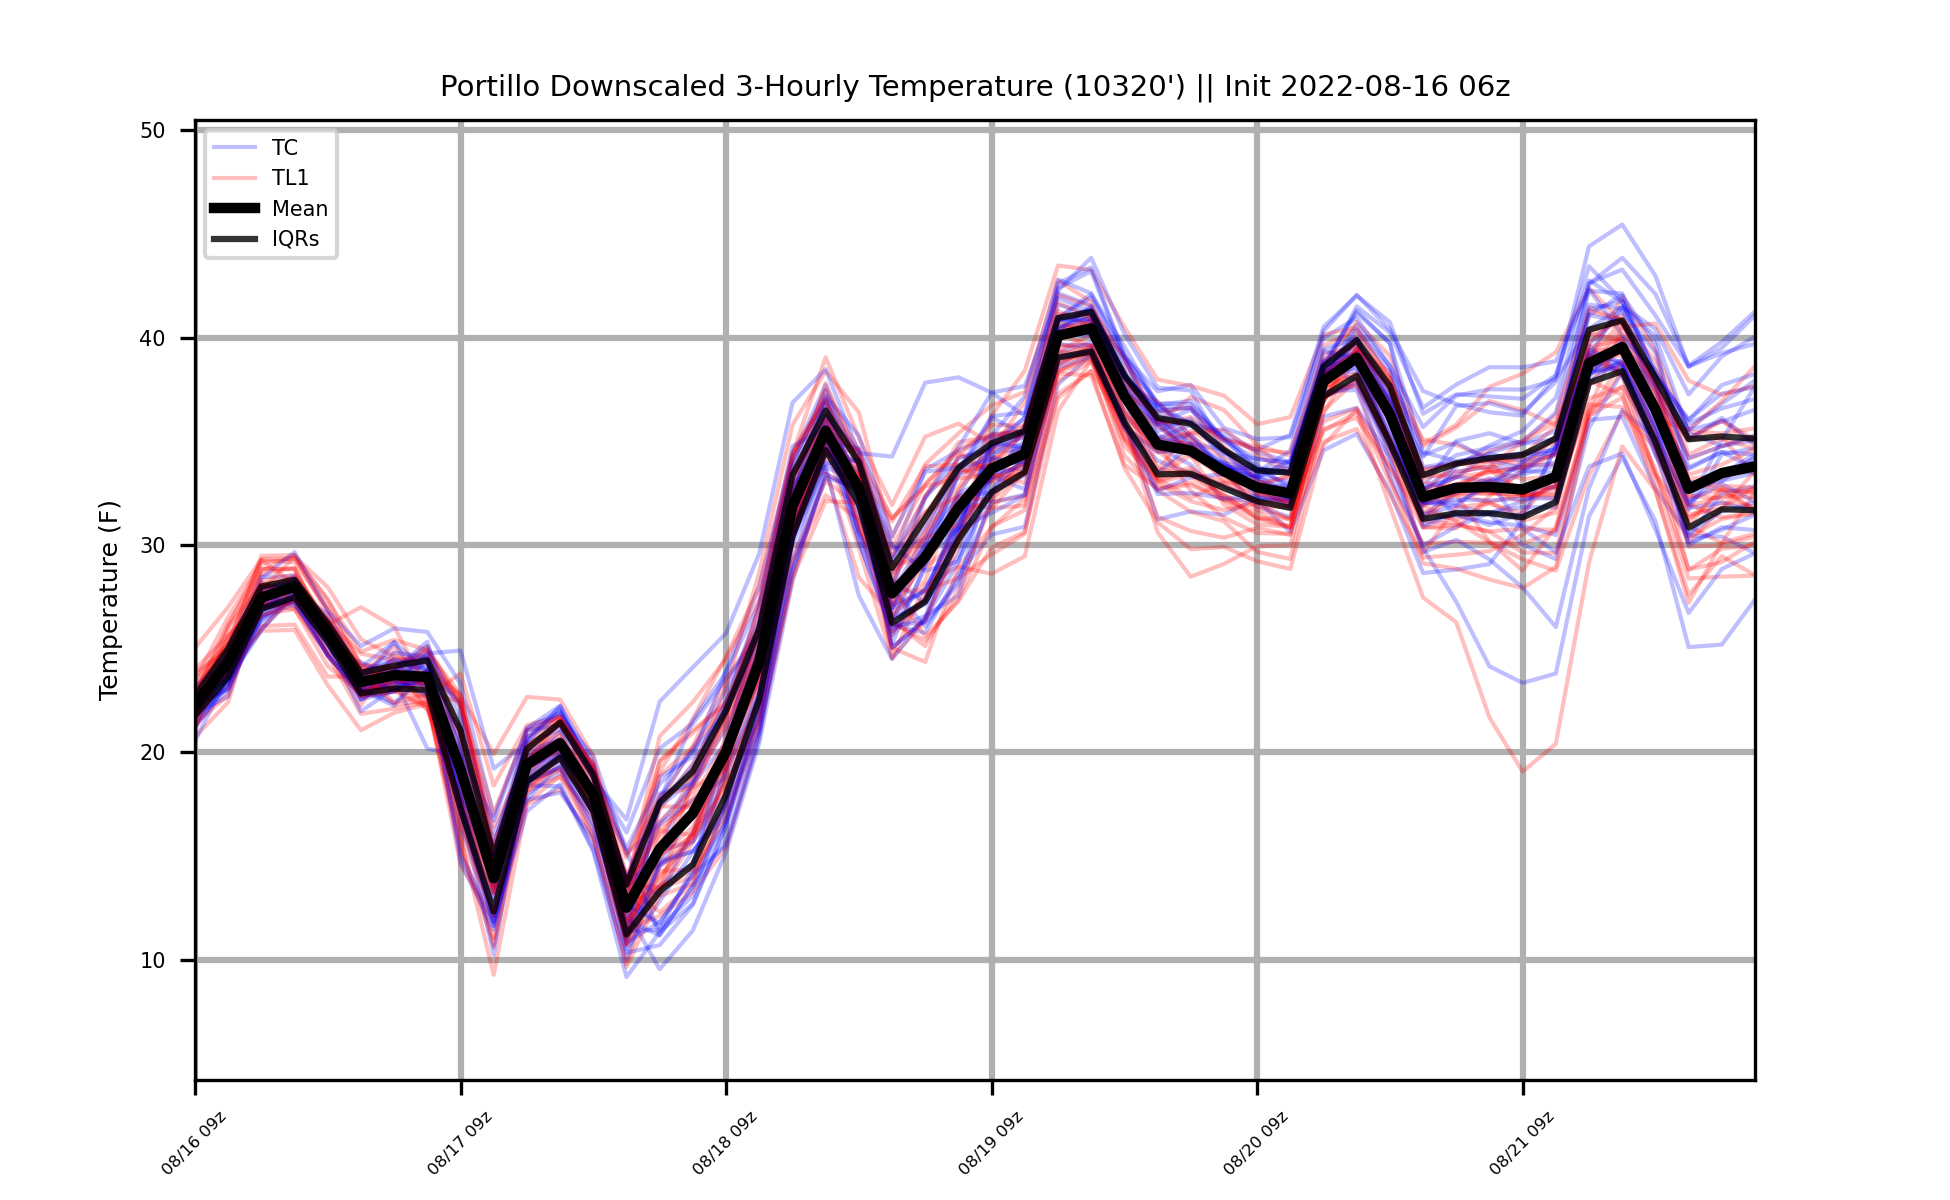 Portillo Downscaled 3-Hourly Temperature (10320') || Init 2022-08-16 06z
TC
TL1
Mean
IQRs
Temperature (F)
50
40
30
20
10
08/16 09z
08/17 09z
08/18 09z
08/19 09z
08/20 09z
08/21 09z